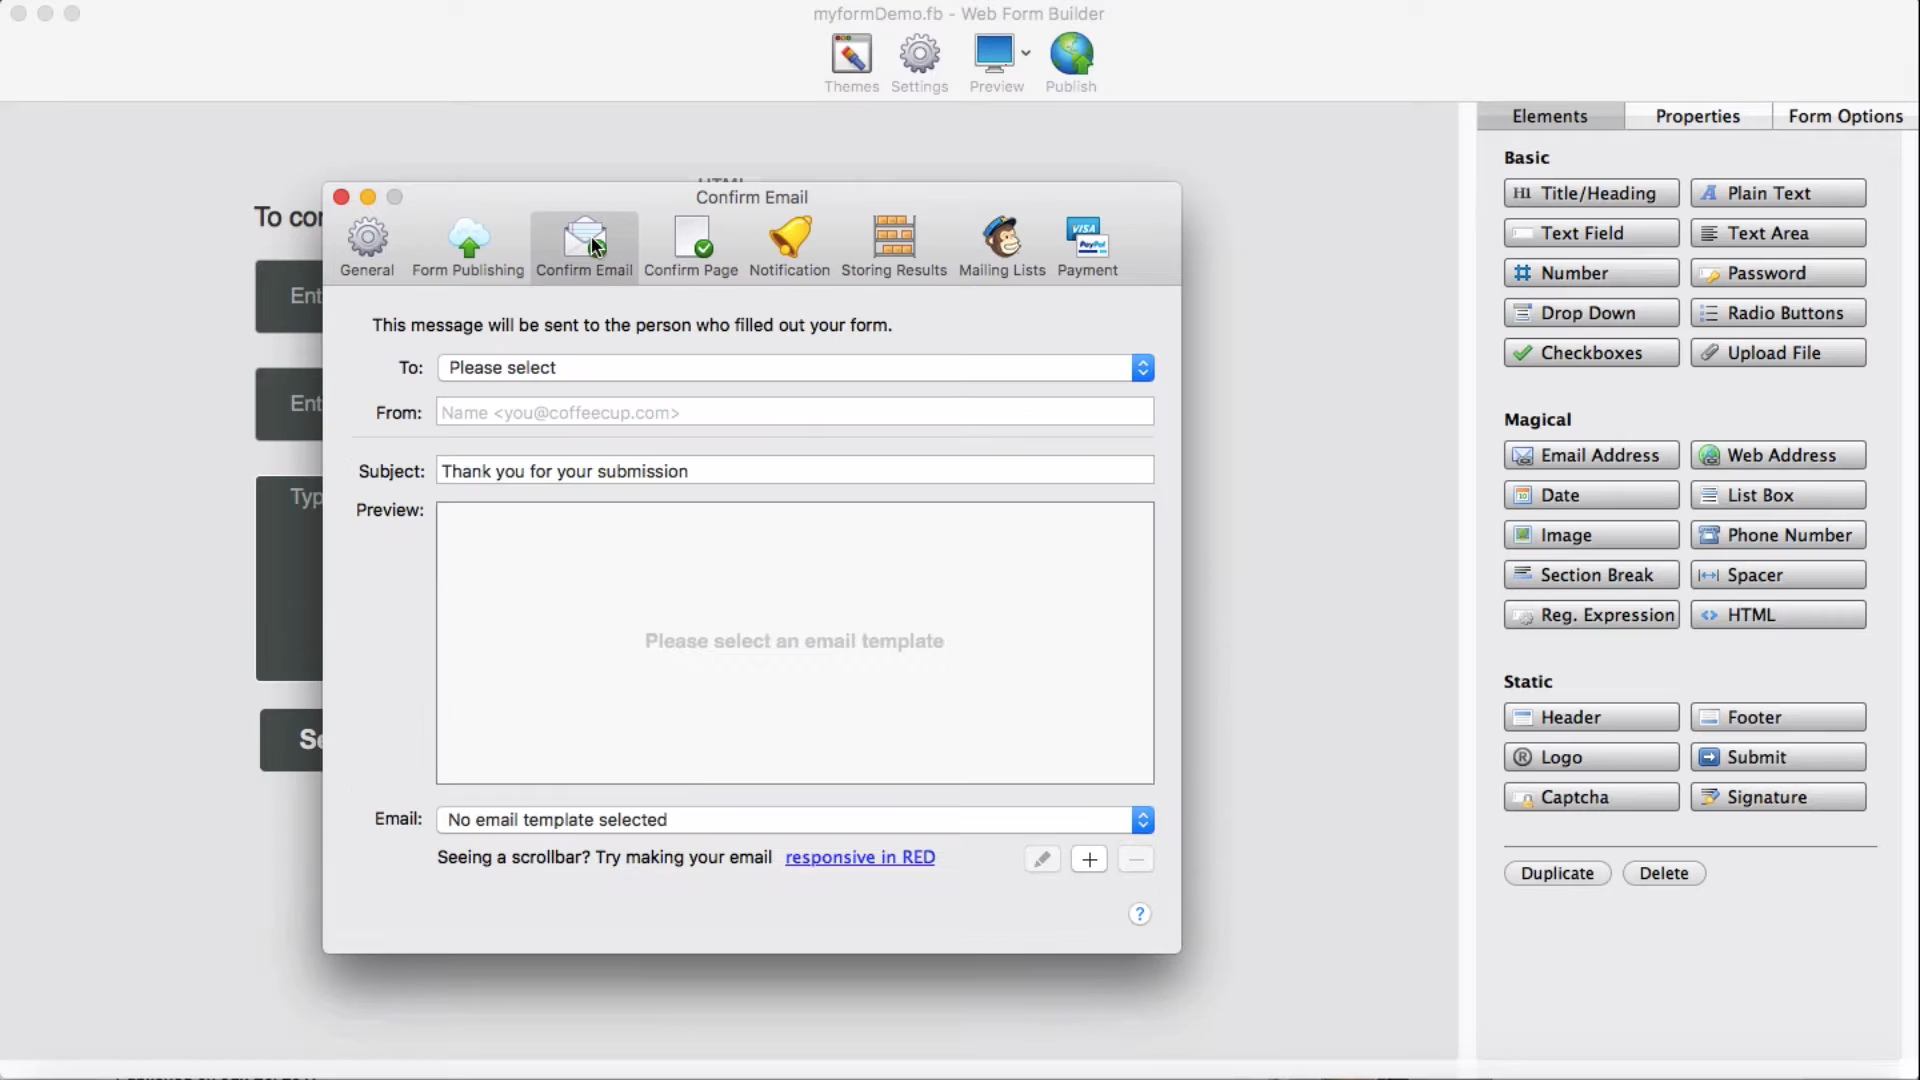 myformDemo.fb - Web Form Builder
Themes Settings Preview Publish
Elements Properties Form Options
Basic
H1 Title/Heading Plain Text
Text Field Text Area
Number Password
Drop Down Radio Buttons
Checkboxes Upload File
Magical
Email Address Web Address
Date List Box
Image Phone Number
Section Break Spacer
Reg. Expression HTML
Static
Header Footer
Logo Submit
Captcha Signature
Duplicate Delete
HTML
To cor
Ent
Ent
Typ
Se
Confirm Email
General Form Publishing Confirm Email Confirm Page Notification Storing Results Mailing Lists Payment
VISA
PayPal
This message will be sent to the person who filled out your form.
To: Please select
From: Name <you@coffeecup.com>
Subject: Thank you for your submission
Preview:
Please select an email template
Email: No email template selected
Seeing a scrollbar? Try making your email responsive in RED
?